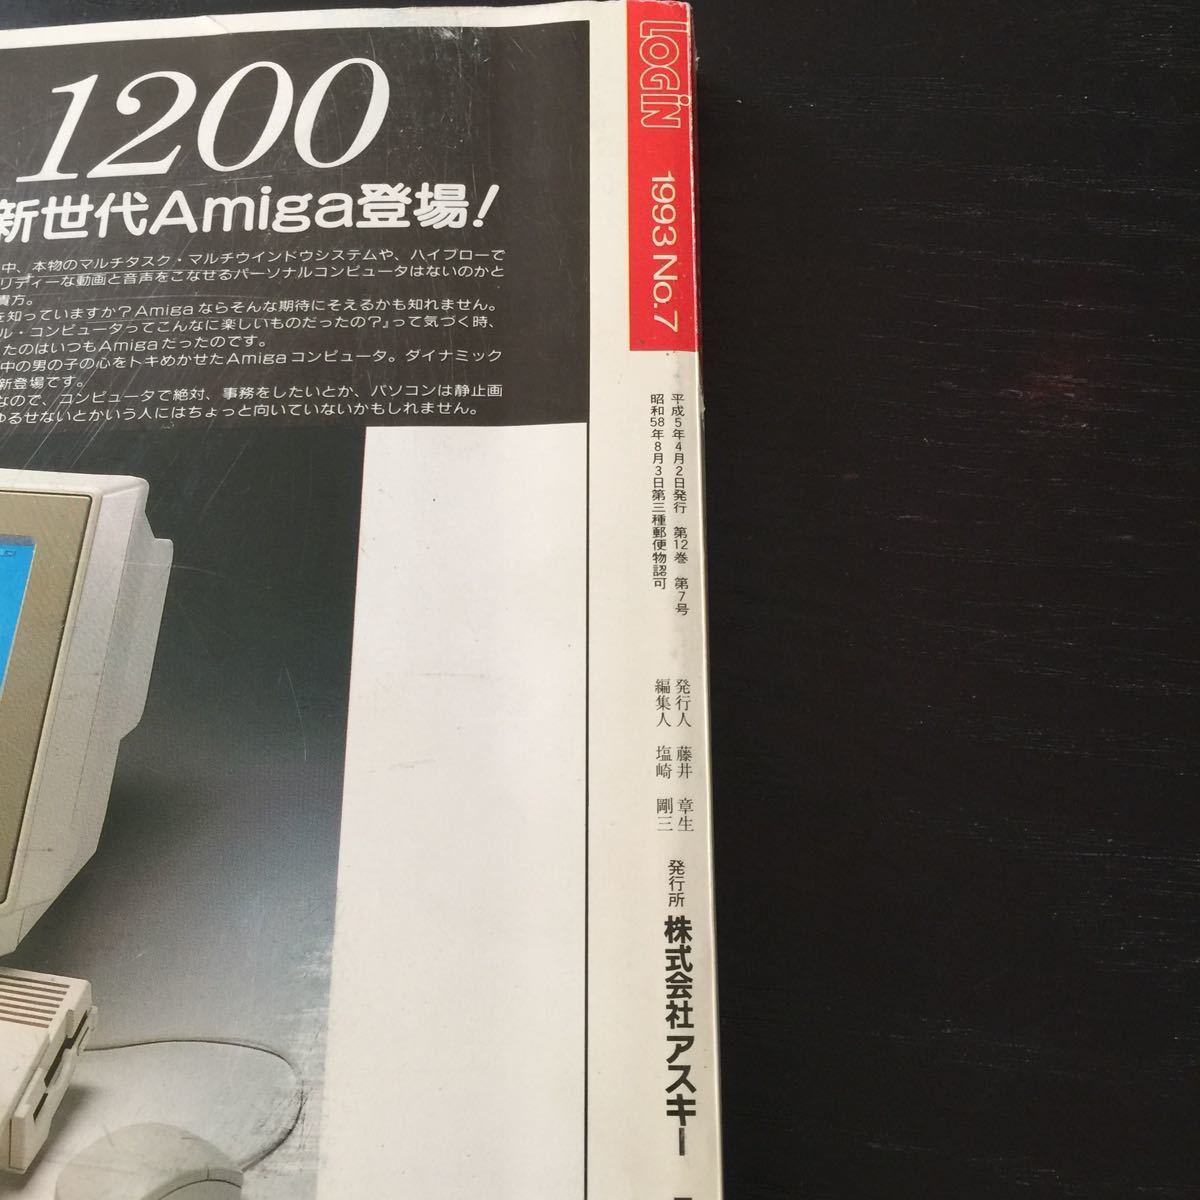 1200
新世代Amiga登場!
中、本物のマルチタスク・マルチウインドウシステムや、ハイブローで
リディーな動画と音声をこなせるパーソナルコンピュータはないのかと
貴方。
を知っていますか?Amigaならそんな期待にそえるかも知れません。
ル・コンピュータってこんなに楽しいものだったの?』って気づく時、
たのはいつもAmigaだったのです。
中の男の子の心をトキめかせたAmigaコンピュータ。ダイナミック
新登場です。
なので、コンピュータで絶対、事務をしたいとか、パソコンは静止画
ゆるせないとかいう人にはちょっと向いていないかもしれません。
LOGiN
1993 No.7
平成5年4月2日発行 第12巻 第7号
昭和58年8月3日第三種郵便物認可
発行人 藤井 章生
編集人 塩崎 剛三
発行所 株式会社アスキー